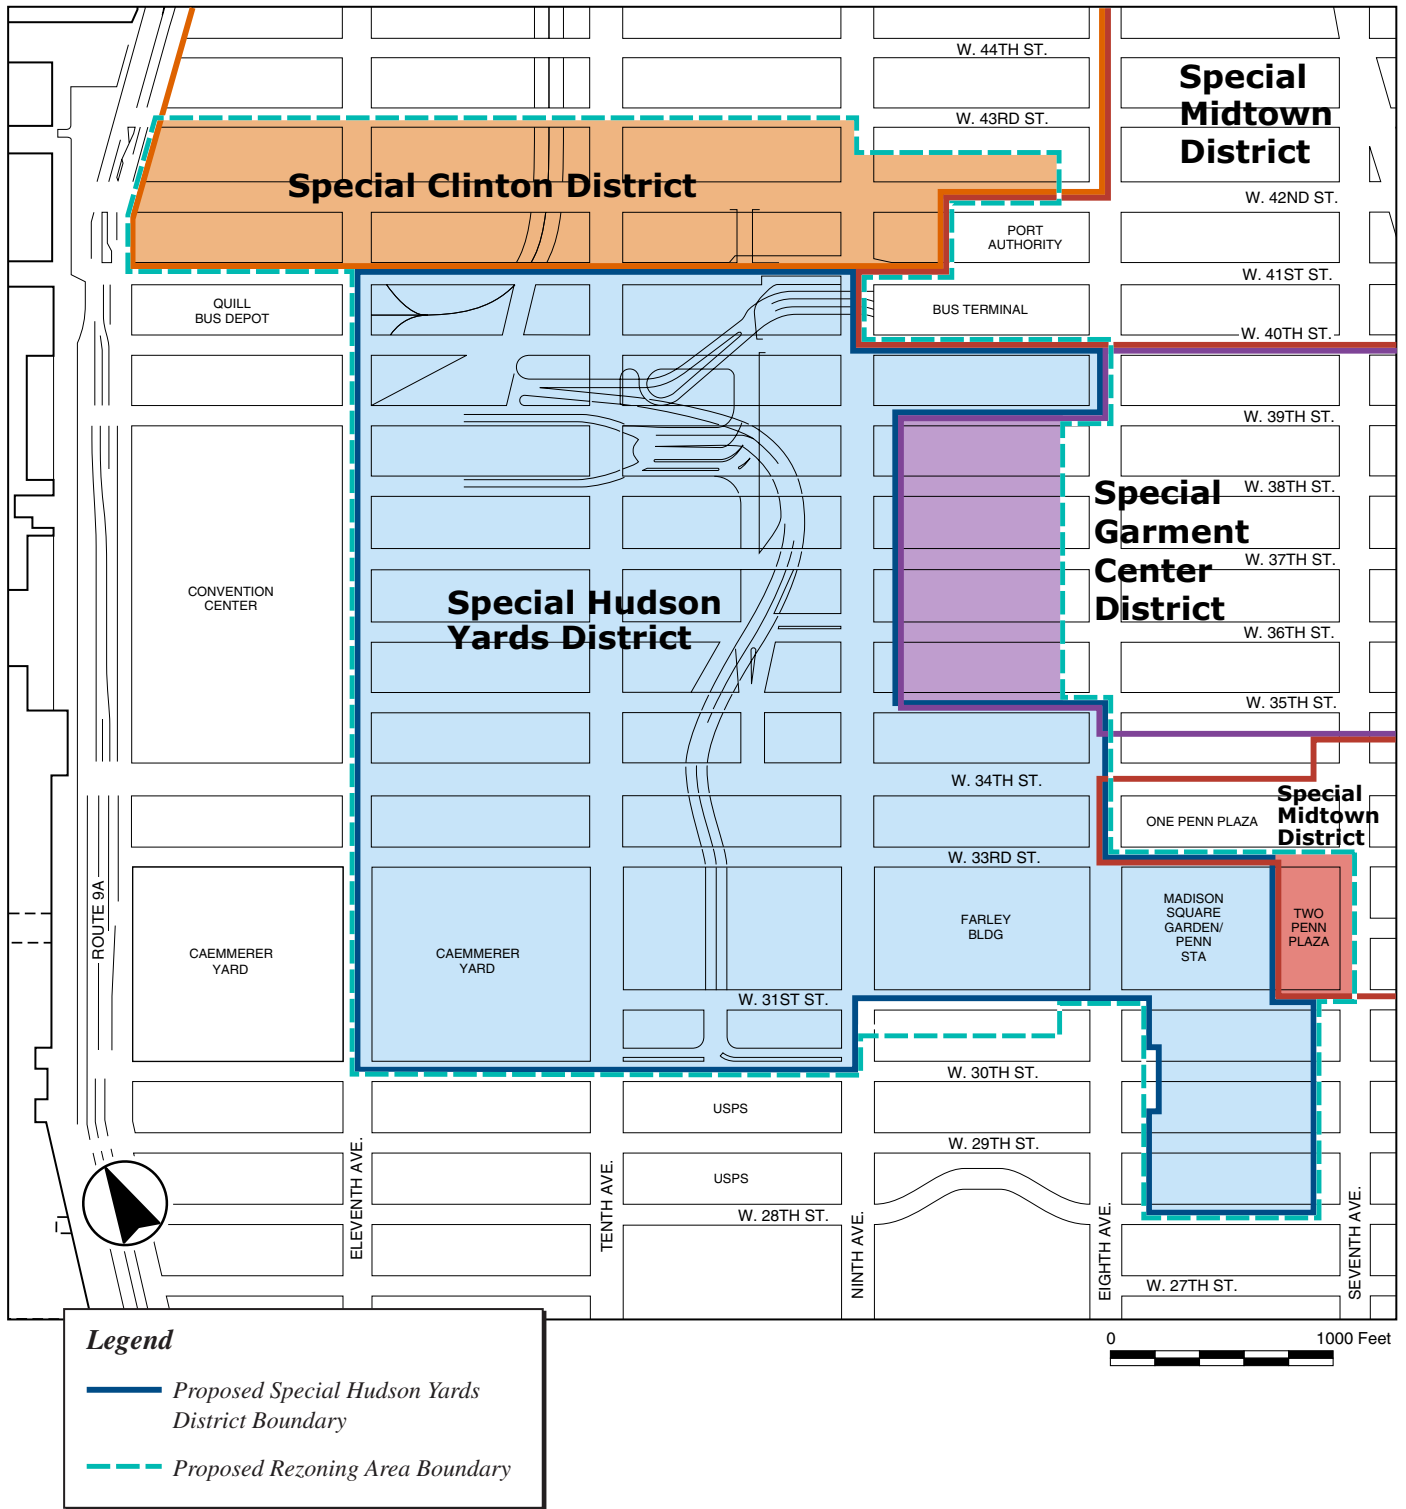 W. 44TH ST.
Special
Midtown
District
W. 43RD ST.
Special Clinton District
W. 42ND ST.
PORT
AUTHORITY
W. 41ST ST.
QUILL
BUS DEPOT
BUS TERMINAL
W. 40TH ST.
W. 39TH ST.
Special
Garment
Center
District
W. 38TH ST.
W. 37TH ST.
CONVENTION
CENTER
Special Hudson
Yards District
W. 36TH ST.
W. 35TH ST.
W. 34TH ST.
Special
Midtown
District
ONE PENN PLAZA
W. 33RD ST.
ROUTE 9A
CAEMMERER
YARD
CAEMMERER
YARD
FARLEY
BLDG
MADISON
SQUARE
GARDEN/
PENN
STA
TWO
PENN
PLAZA
W. 31ST ST.
W. 30TH ST.
USPS
W. 29TH ST.
USPS
W. 28TH ST.
ELEVENTH AVE.
TENTH AVE.
NINTH AVE.
EIGHTH AVE.
SEVENTH AVE.
W. 27TH ST.
0 1000 Feet
Legend
Proposed Special Hudson Yards
District Boundary
Proposed Rezoning Area Boundary